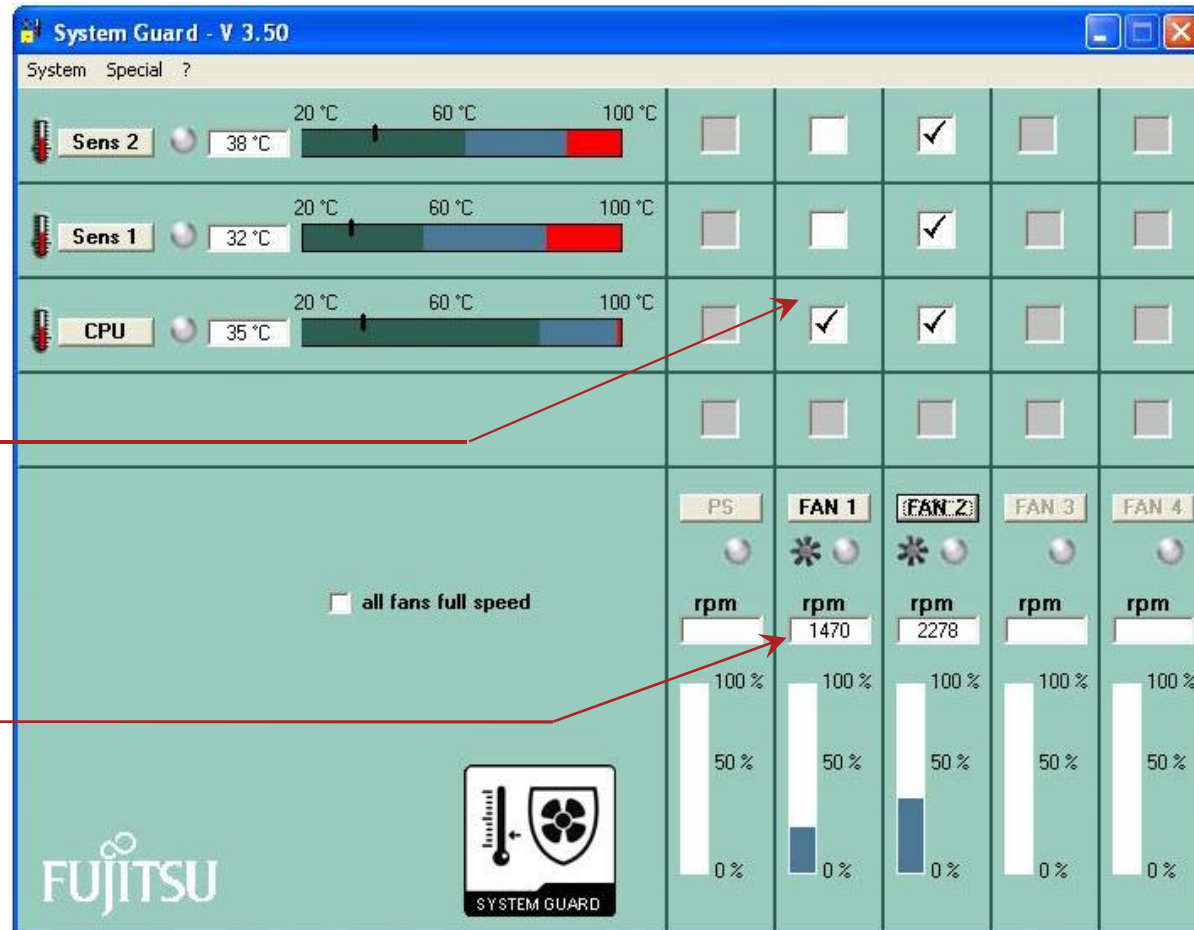 System Guard - V 3.50
System Special ?
20 °C 60 °C 100 °C
Sens 2 38 °C
20 °C 60 °C 100 °C
Sens 1 32 °C
20 °C 60 °C 100 °C
CPU 35 °C
PS FAN 1 FAN 2 FAN 3 FAN 4
all fans full speed
rpm rpm rpm rpm rpm
1470 2278
100 % 100 % 100 % 100 % 100 %
50 % 50 % 50 % 50 % 50 %
0 % 0 % 0 % 0 % 0 %
FUJITSU
SYSTEM GUARD